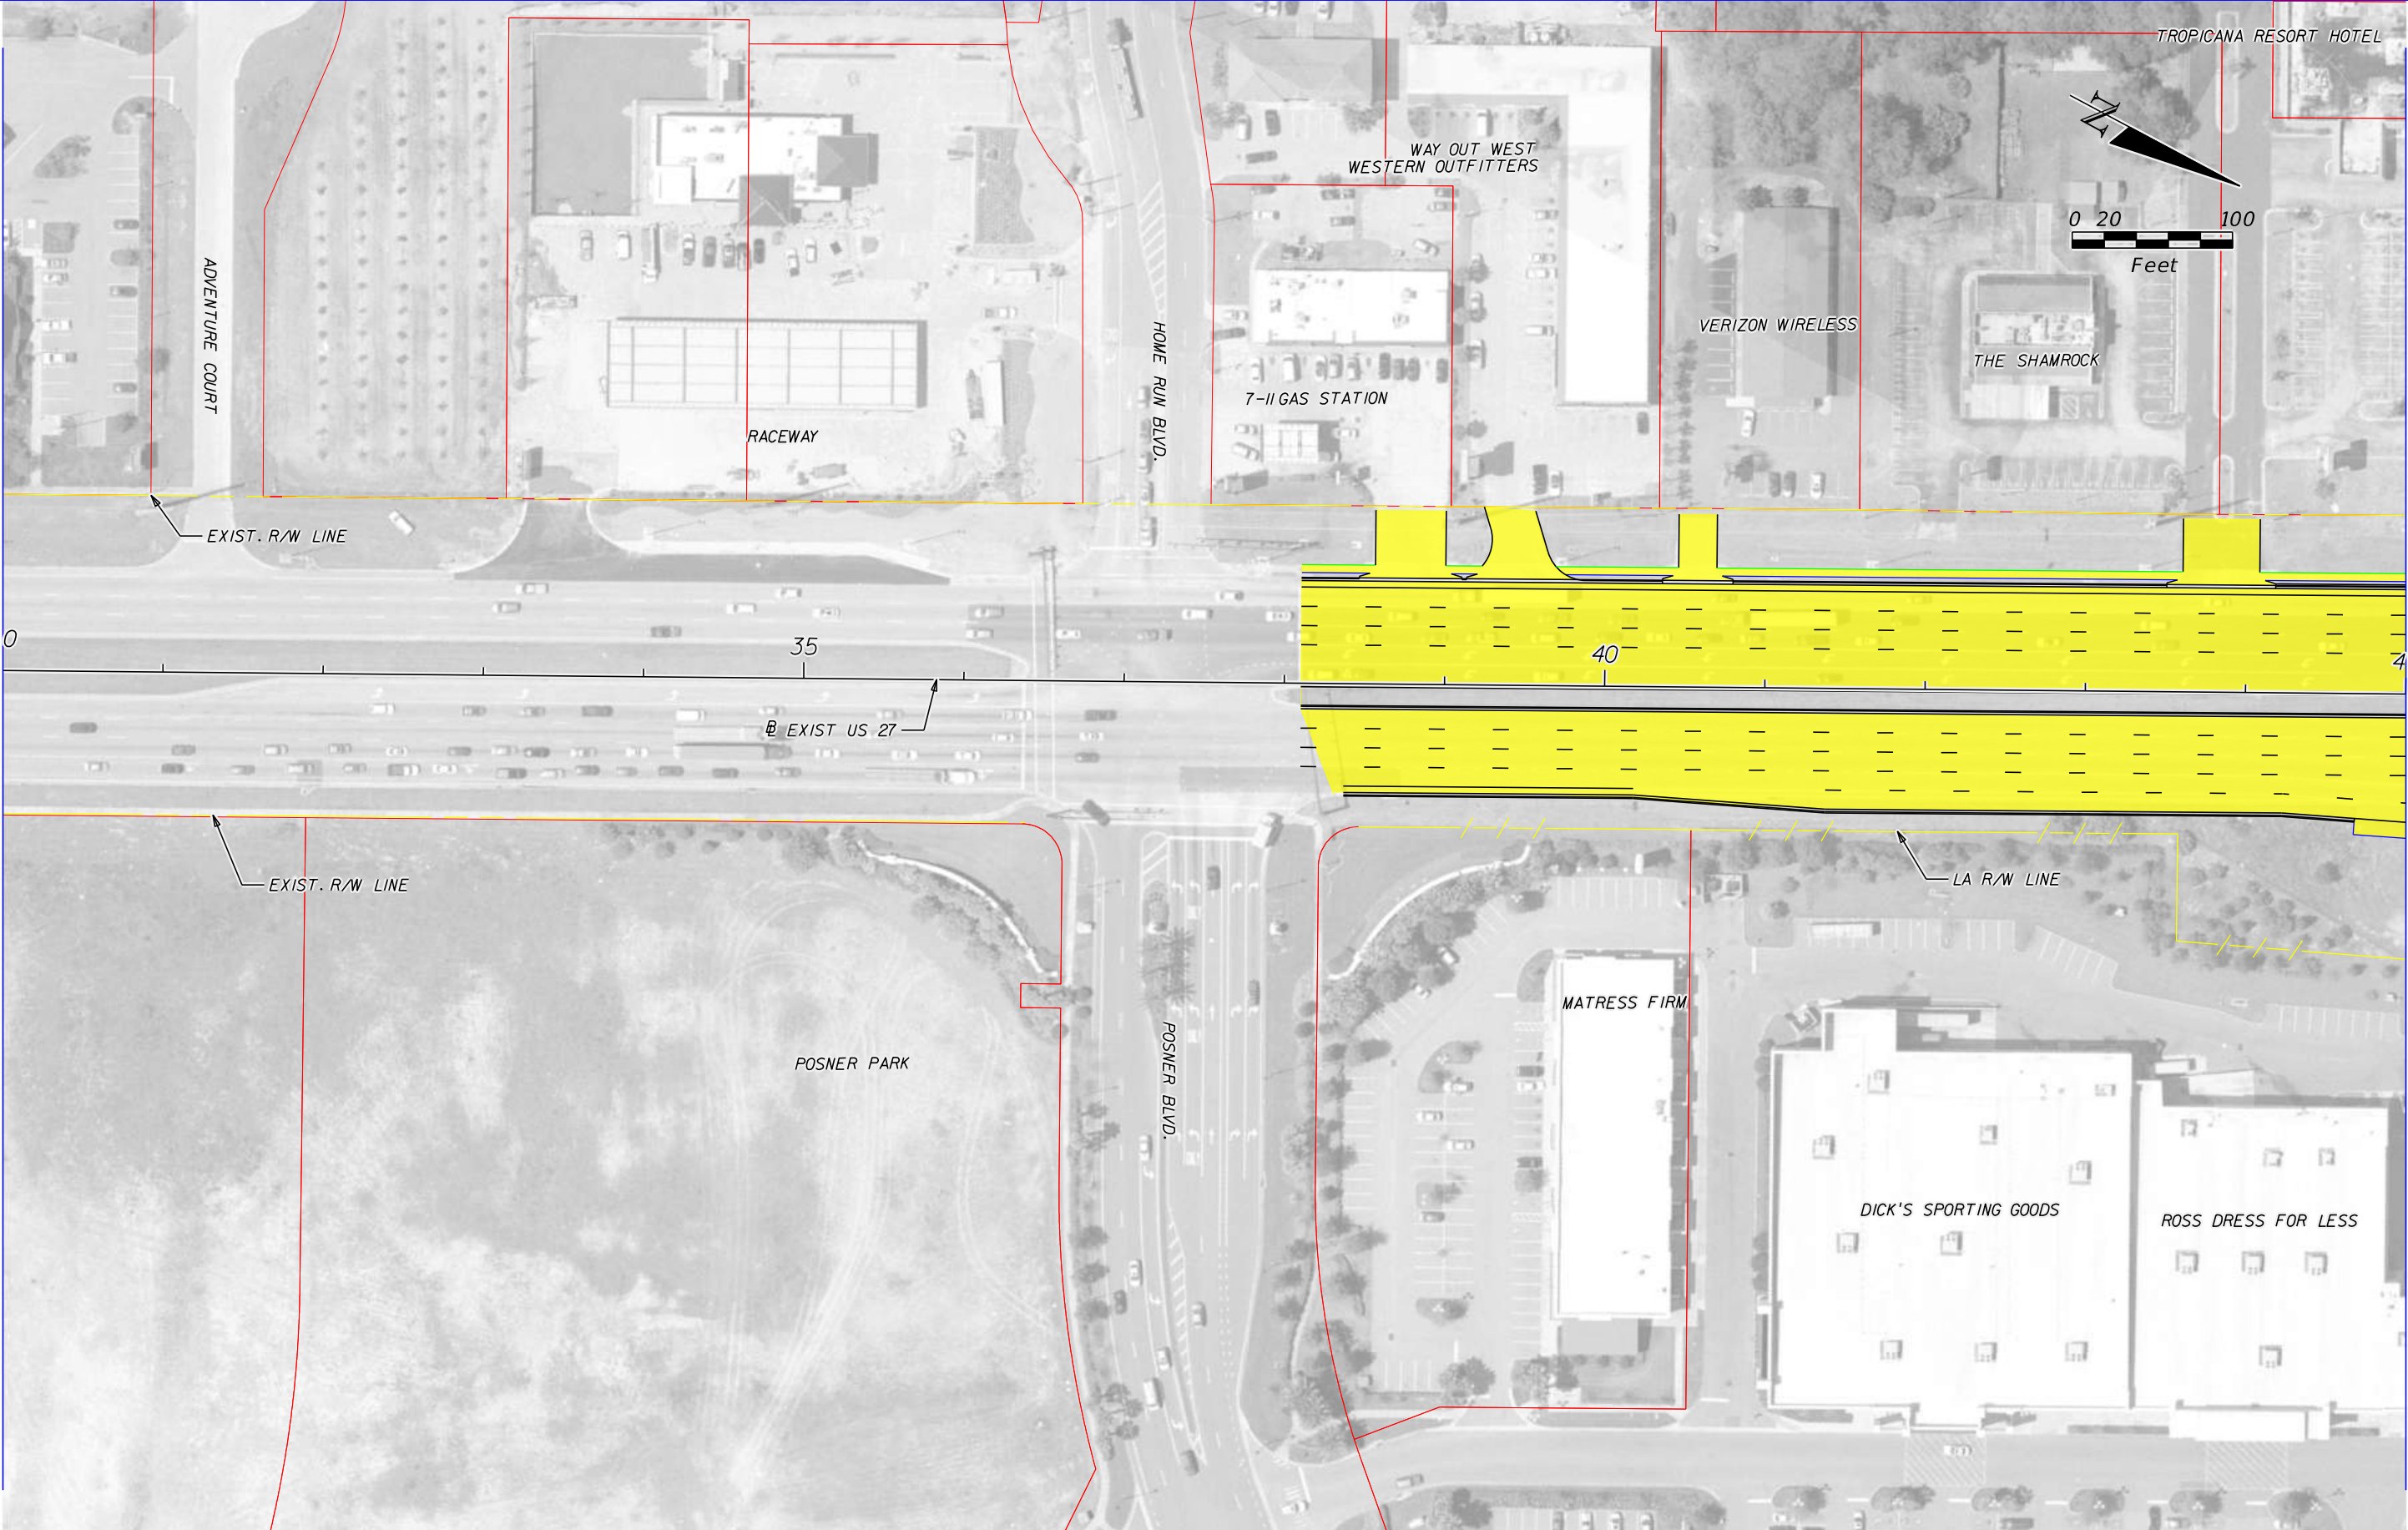 TROPICANA RESORT HOTEL
N
WAY OUT WEST
WESTERN OUTFITTERS
0 20 100
Feet
ADVENTURE COURT
HOME RUN BLVD.
VERIZON WIRELESS
THE SHAMROCK
7-11 GAS STATION
RACEWAY
EXIST. R/W LINE
0
35
40
4
B EXIST US 27
EXIST. R/W LINE
LA R/W LINE
MATRESS FIRM
POSNER PARK
POSNER BLVD.
DICK'S SPORTING GOODS
ROSS DRESS FOR LESS